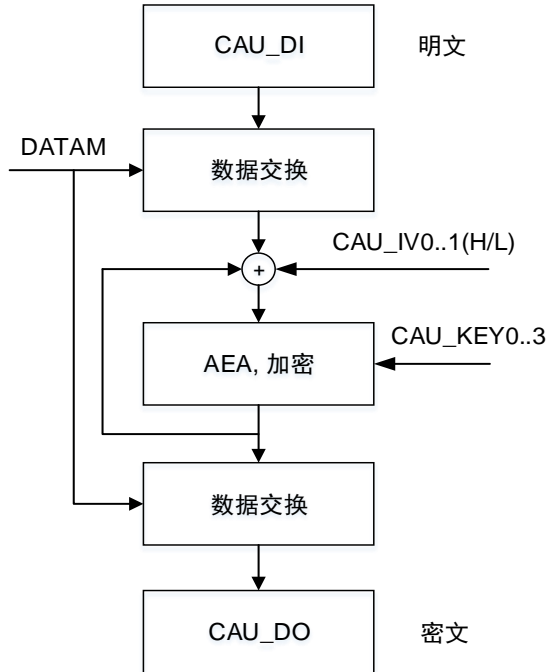 CAU_DI
明文
DATAM
数据交换
CAU_IV0..1(H/L)
+
CAU_KEY0..3
AEA, 加密
数据交换
CAU_DO
密文